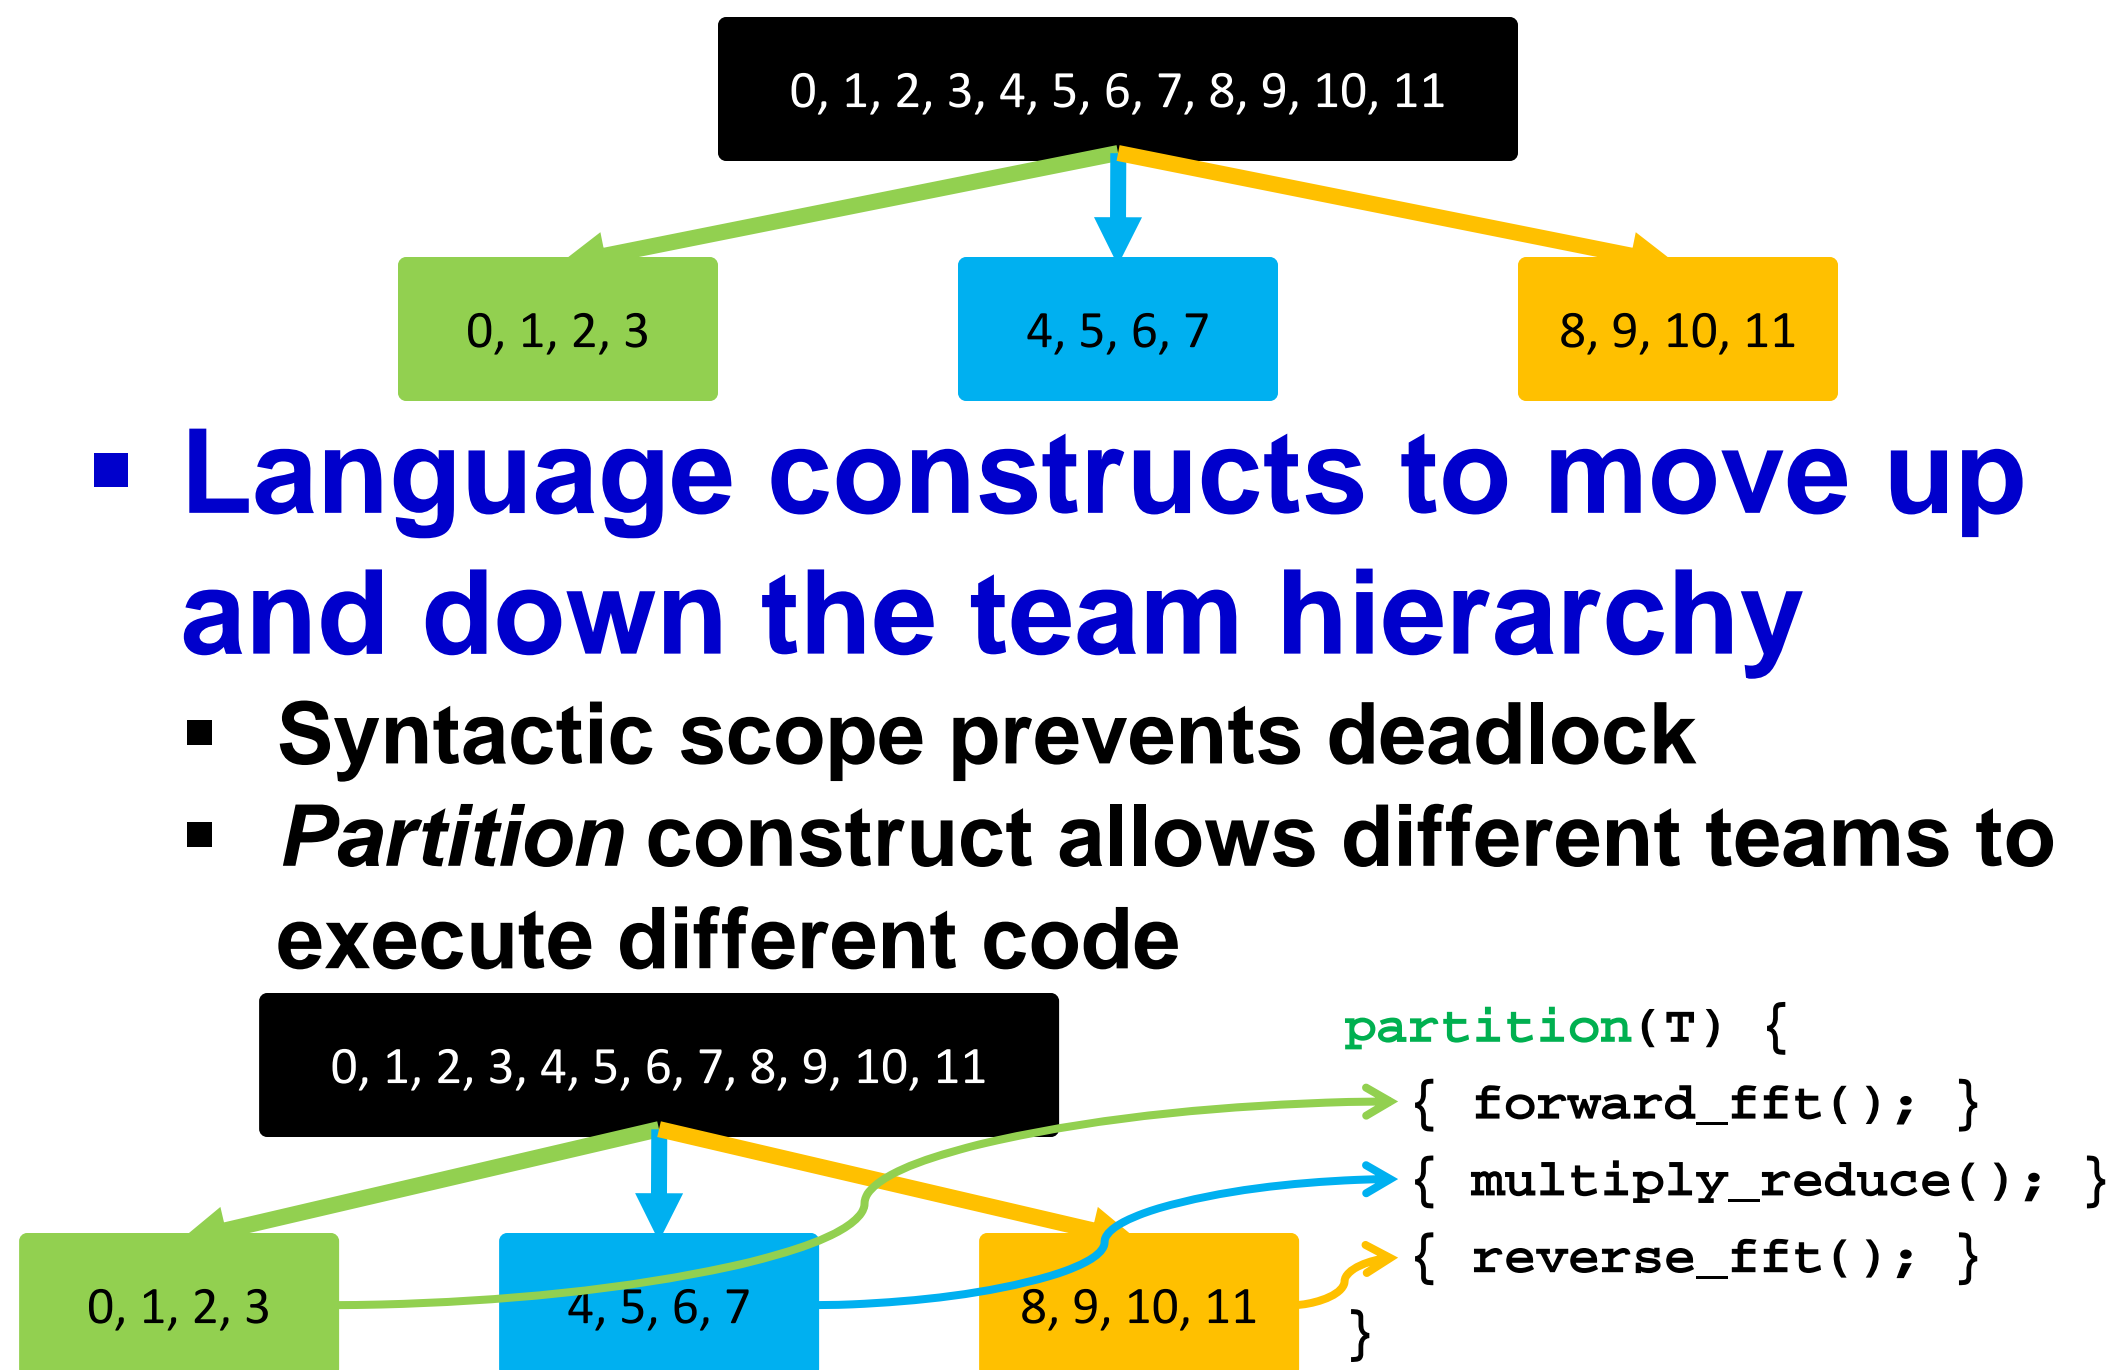 0, 1, 2, 3, 4, 5, 6, 7, 8, 9, 10, 11
0, 1, 2, 3
4, 5, 6, 7
8, 9, 10, 11
▪ Language constructs to move up
and down the team hierarchy
▪ Syntactic scope prevents deadlock
▪ Partition construct allows different teams to
execute different code
0, 1, 2, 3, 4, 5, 6, 7, 8, 9, 10, 11
0, 1, 2, 3
4, 5, 6, 7
8, 9, 10, 11
partition(T) {
{ forward_fft(); }
{ multiply_reduce(); }
{ reverse_fft(); }
}